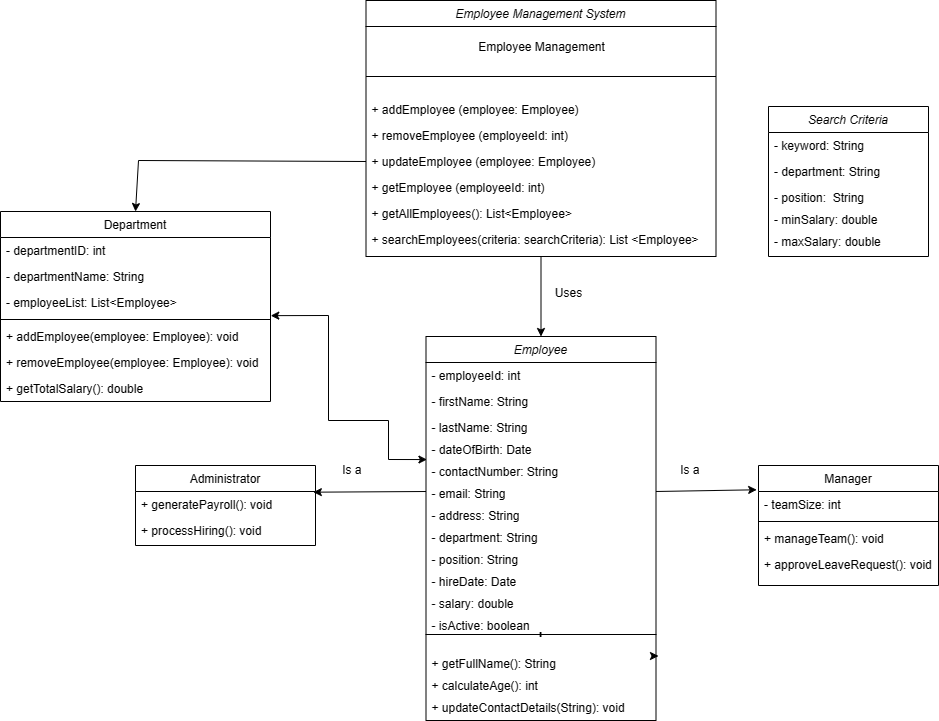 Employee Management System
Employee Management
+ addEmployee (employee: Employee)
+ removeEmployee (employeeId: int)
+ updateEmployee (employee: Employee)
+ getEmployee (employeeId: int)
+ getAllEmployees(): List<Employee>
+ searchEmployees(criteria: searchCriteria): List <Employee>
Search Criteria
- keyword: String
- department: String
- position: String
- minSalary: double
- maxSalary: double
Department
- departmentID: int
- departmentName: String
- employeeList: List<Employee>
+ addEmployee(employee: Employee): void
+ removeEmployee(employee: Employee): void
+ getTotalSalary(): double
Uses
Employee
- employeeId: int
- firstName: String
- lastName: String
- dateOfBirth: Date
- contactNumber: String
- email: String
- address: String
- department: String
- position: String
- hireDate: Date
- salary: double
- isActive: boolean
+ getFullName(): String
+ calculateAge(): int
+ updateContactDetails(String): void
Is a
Administrator
+ generatePayroll(): void
+ processHiring(): void
Is a
Manager
- teamSize: int
+ manageTeam(): void
+ approveLeaveRequest(): void